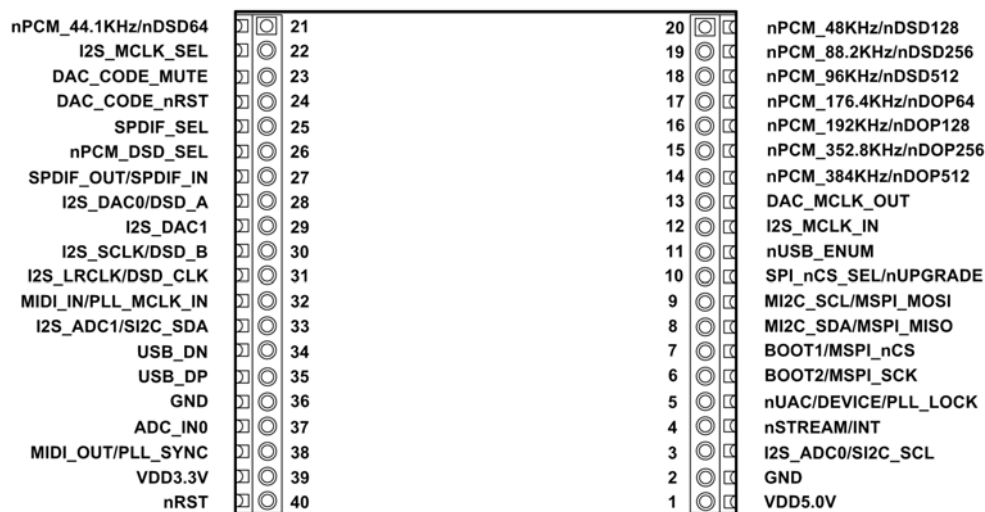 nPCM_44.1KHz/nDSD64 21 20 nPCM_48KHz/nDSD128
I2S_MCLK_SEL 22 19 nPCM_88.2KHz/nDSD256
DAC_CODE_MUTE 23 18 nPCM_96KHz/nDSD512
DAC_CODE_nRST 24 17 nPCM_176.4KHz/nDOP64
SPDIF_SEL 25 16 nPCM_192KHz/nDOP128
nPCM_DSD_SEL 26 15 nPCM_352.8KHz/nDOP256
SPDIF_OUT/SPDIF_IN 27 14 nPCM_384KHz/nDOP512
I2S_DAC0/DSD_A 28 13 DAC_MCLK_OUT
I2S_DAC1 29 12 I2S_MCLK_IN
I2S_SCLK/DSD_B 30 11 nUSB_ENUM
I2S_LRCLK/DSD_CLK 31 10 SPI_nCS_SEL/nUPGRADE
MIDI_IN/PLL_MCLK_IN 32 9 MI2C_SCL/MSPI_MOSI
I2S_ADC1/SI2C_SDA 33 8 MI2C_SDA/MSPI_MISO
USB_DN 34 7 BOOT1/MSPI_nCS
USB_DP 35 6 BOOT2/MSPI_SCK
GND 36 5 nUAC/DEVICE/PLL_LOCK
ADC_IN0 37 4 nSTREAM/INT
MIDI_OUT/PLL_SYNC 38 3 I2S_ADC0/SI2C_SCL
VDD3.3V 39 2 GND
nRST 40 1 VDD5.0V